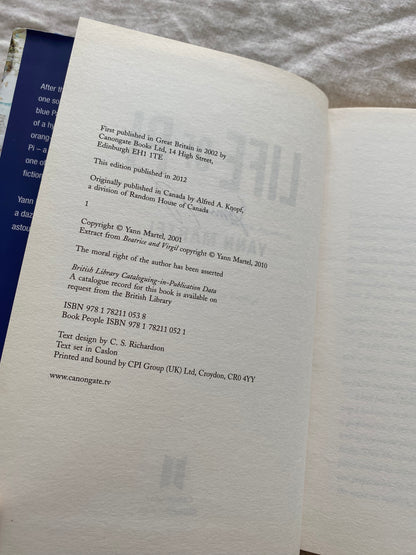 After th
one so
blue P
of a hy
orang
Pi – a
one of
fiction
Yann
a daz
astou
First published in Great Britain in 2002 by
Canongate Books Ltd, 14 High Street,
Edinburgh EH1 1TE
This edition published in 2012
Originally published in Canada by Alfred A. Knopf,
a division of Random House of Canada
1
Copyright © Yann Martel, 2001
Extract from Beatrice and Virgil copyright © Yann Martel, 2010
The moral right of the author has been asserted
British Library Cataloguing-in-Publication Data
A catalogue record for this book is available on
request from the British Library
ISBN 978 1 78211 053 8
Book People ISBN 978 1 78211 052 1
Text design by C. S. Richardson
Text set in Caslon
Printed and bound by CPI Group (UK) Ltd, Croydon, CR0 4YY
www.canongate.tv